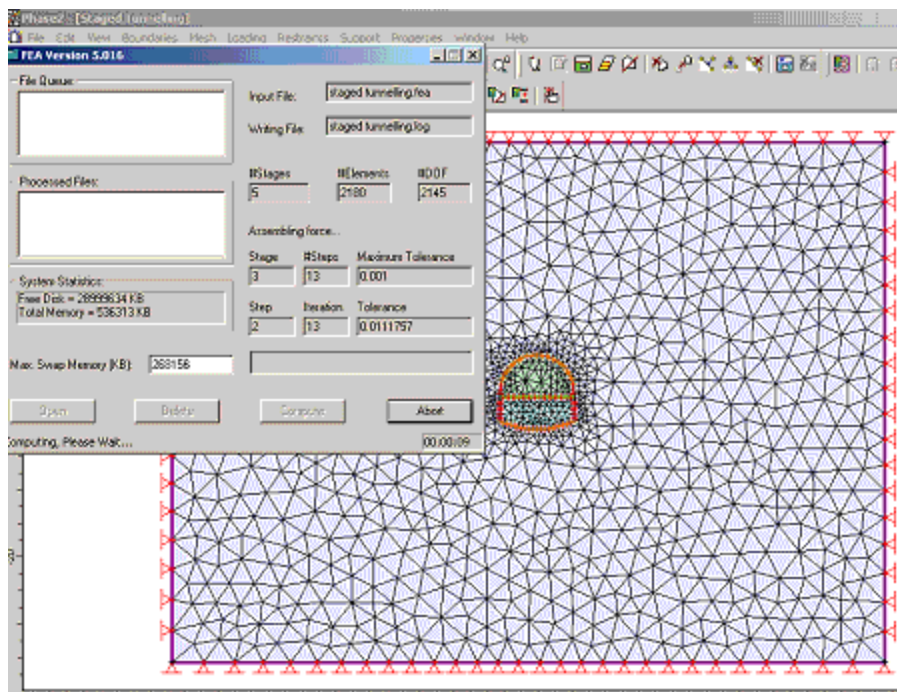 Phase2 - [Staged Tunnelling]
File Edit View Boundaries Mesh Loading Restraints Support Properties Window Help
FEA Version 5.016
File Queue:
Input File: staged tunnelling.fea
Writing File: staged tunnelling.log
#Stages #Elements #DOF
5 2180 2145
Processed Files:
Assembling force...
Stage #Steps Maximum Tolerance
3 13 0.001
System Statistics:
Free Disk = 28999634 KB
Total Memory = 536313 KB
Step Iteration Tolerance
2 13 0.0111757
Max. Swap Memory (KB): 268156
Open Delete Compute Abort
Computing, Please Wait... 00:00:09